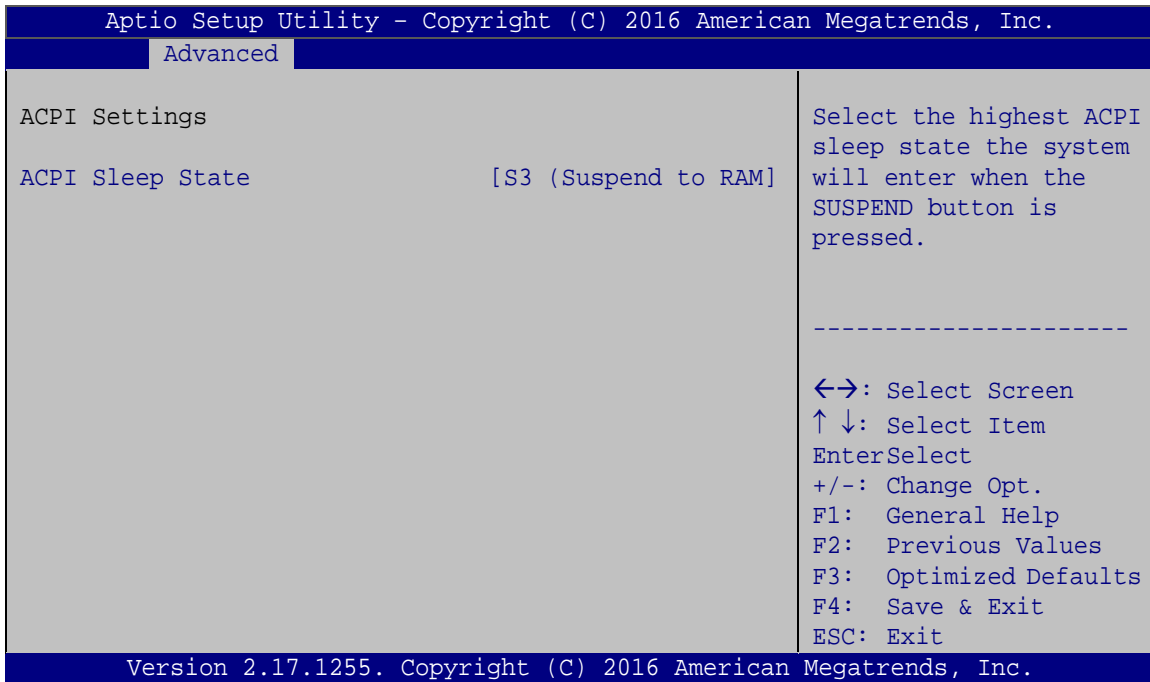 Aptio Setup Utility – Copyright (C) 2016 American Megatrends, Inc.
Advanced
ACPI Settings
ACPI Sleep State [S3 (Suspend to RAM]
Select the highest ACPI
sleep state the system
will enter when the
SUSPEND button is
pressed.
----------------------
←→: Select Screen
↑ ↓: Select Item
EnterSelect
+/-: Change Opt.
F1: General Help
F2: Previous Values
F3: Optimized Defaults
F4: Save & Exit
ESC: Exit
Version 2.17.1255. Copyright (C) 2016 American Megatrends, Inc.